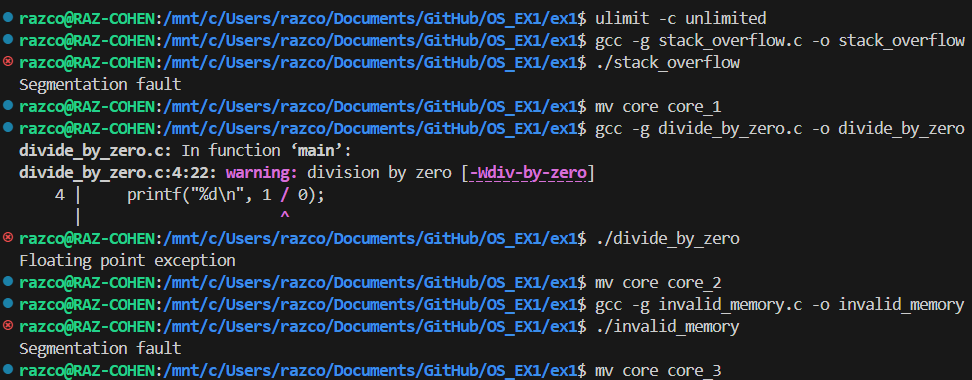 razco@RAZ-COHEN:/mnt/c/Users/razco/Documents/GitHub/OS_EX1/ex1$ ulimit -c unlimited
razco@RAZ-COHEN:/mnt/c/Users/razco/Documents/GitHub/OS_EX1/ex1$ gcc -g stack_overflow.c -o stack_overflow
razco@RAZ-COHEN:/mnt/c/Users/razco/Documents/GitHub/OS_EX1/ex1$ ./stack_overflow
Segmentation fault
razco@RAZ-COHEN:/mnt/c/Users/razco/Documents/GitHub/OS_EX1/ex1$ mv core core_1
razco@RAZ-COHEN:/mnt/c/Users/razco/Documents/GitHub/OS_EX1/ex1$ gcc -g divide_by_zero.c -o divide_by_zero
divide_by_zero.c: In function ‘main’:
divide_by_zero.c:4:22: warning: division by zero [-Wdiv-by-zero]
    4 |     printf("%d\n", 1 / 0);
      |                      ^
razco@RAZ-COHEN:/mnt/c/Users/razco/Documents/GitHub/OS_EX1/ex1$ ./divide_by_zero
Floating point exception
razco@RAZ-COHEN:/mnt/c/Users/razco/Documents/GitHub/OS_EX1/ex1$ mv core core_2
razco@RAZ-COHEN:/mnt/c/Users/razco/Documents/GitHub/OS_EX1/ex1$ gcc -g invalid_memory.c -o invalid_memory
razco@RAZ-COHEN:/mnt/c/Users/razco/Documents/GitHub/OS_EX1/ex1$ ./invalid_memory
Segmentation fault
razco@RAZ-COHEN:/mnt/c/Users/razco/Documents/GitHub/OS_EX1/ex1$ mv core core_3